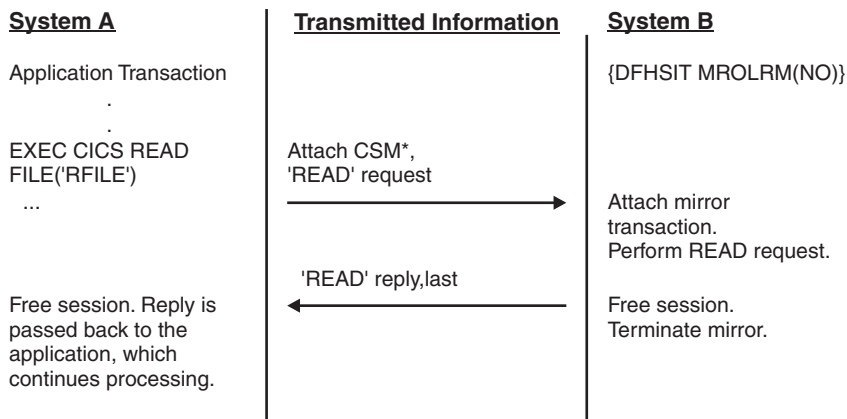 System A
Transmitted Information
System B
Application Transaction
{DFHSIT MROLRM(NO)}
.
.
EXEC CICS READ
FILE('RFILE')
...
Attach CSM*,
'READ' request
Attach mirror
transaction.
Perform READ request.
'READ' reply,last
Free session. Reply is
passed back to the
application, which
continues processing.
Free session.
Terminate mirror.